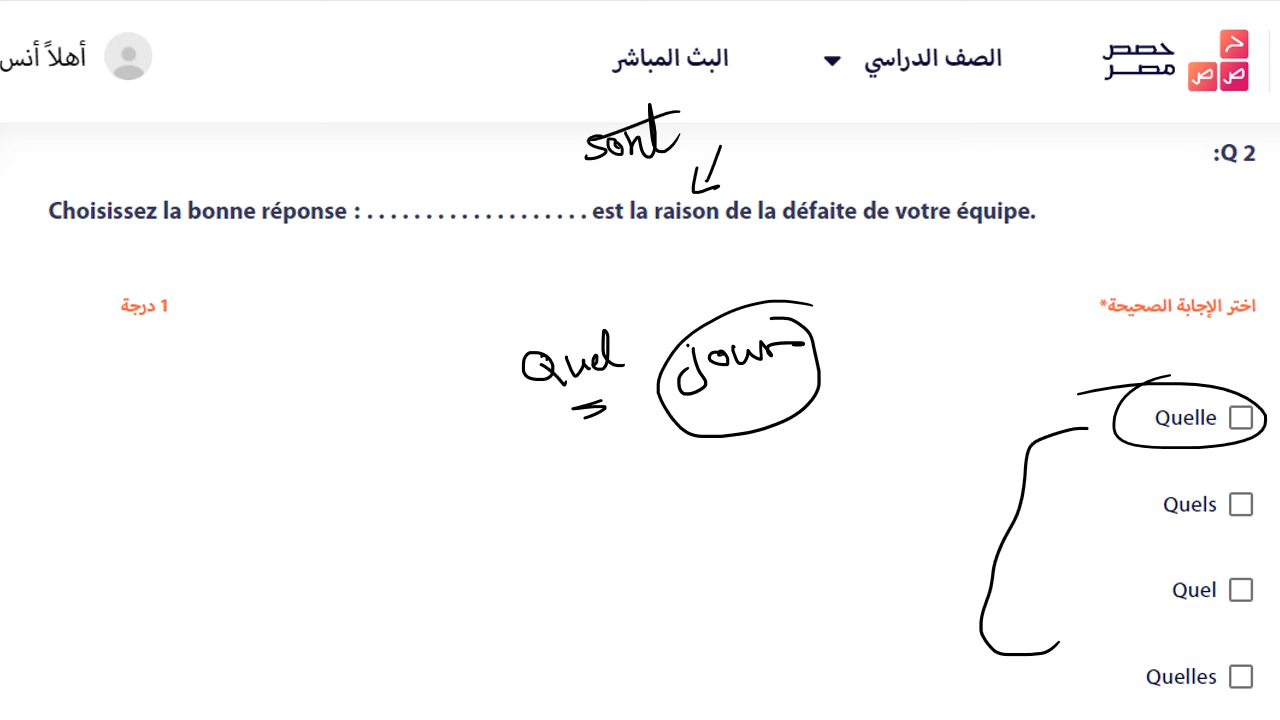 حصص مصر
ح
ص ص
الصف الدراسي
البث المباشر
أهلاً أنس
sont
Q 2:
Choisissez la bonne réponse : . . . . . . . . . . . . . . . . . . . est la raison de la défaite de votre équipe.
اختر الإجابة الصحيحة*
1 درجة
Quel jour
Quelle
Quels
Quel
Quelles